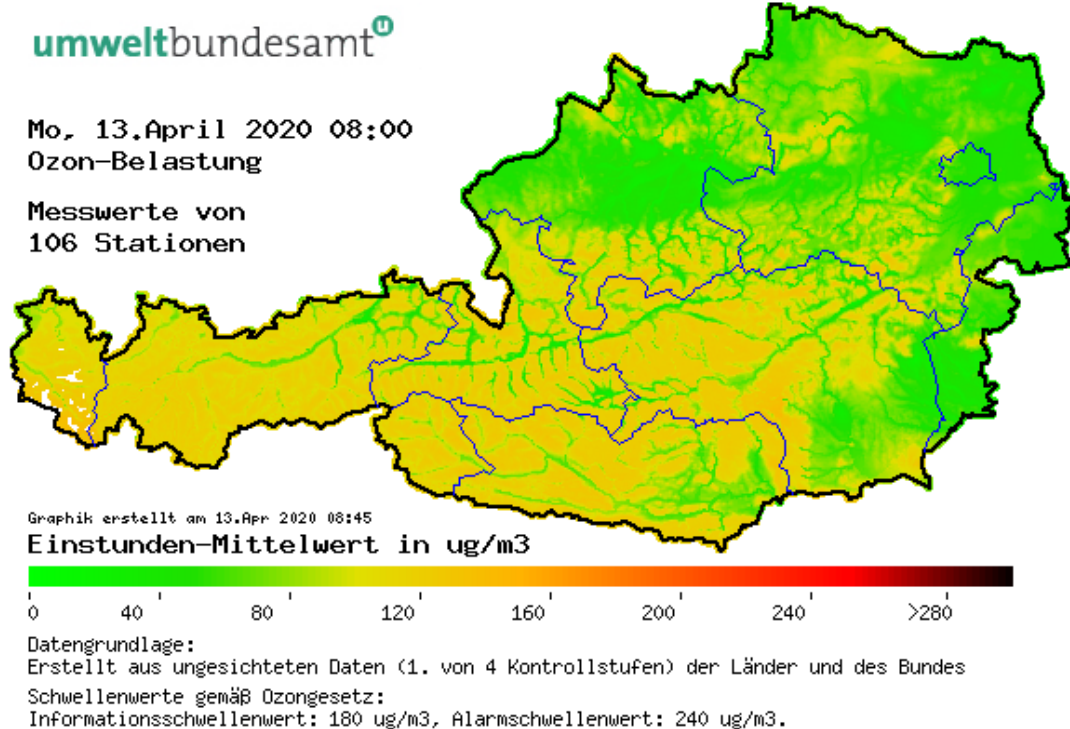 umweltbundesamt u
Mo, 13.April 2020 08:00
Ozon-Belastung
Messwerte von
106 Stationen
Graphik erstellt am 13.Apr 2020 08:45
Einstunden-Mittelwert in ug/m3
0 40 80 120 160 200 240 >280
Datengrundlage:
Erstellt aus ungesichteten Daten (1. von 4 Kontrollstufen) der Länder und des Bundes
Schwellenwerte gemäß Ozongesetz:
Informationsschwellenwert: 180 ug/m3, Alarmschwellenwert: 240 ug/m3.